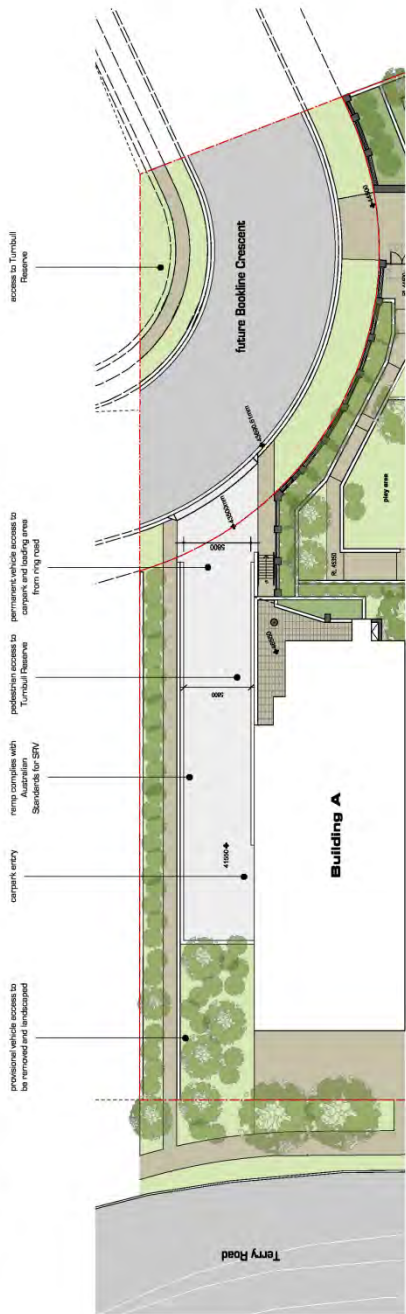 provisional vehicle access to
be removed and landscaped
carpark entry
ramp complies with
Australian
Standards for SRV
pedestrian access to
Turnbull Reserve
permanent vehicle access to
carpark and loading area
from ring road
access to Turnbull
Reserve
future Bookline Crescent
5800
play area
Building A
Terry Road